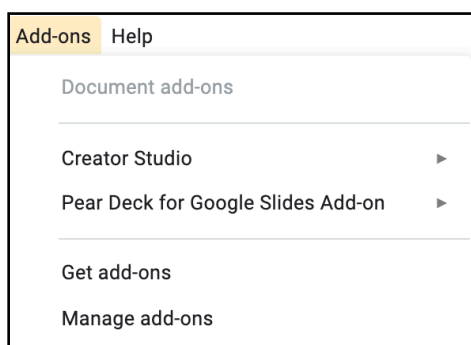 Add-ons Help
Document add-ons
Creator Studio
Pear Deck for Google Slides Add-on
Get add-ons
Manage add-ons